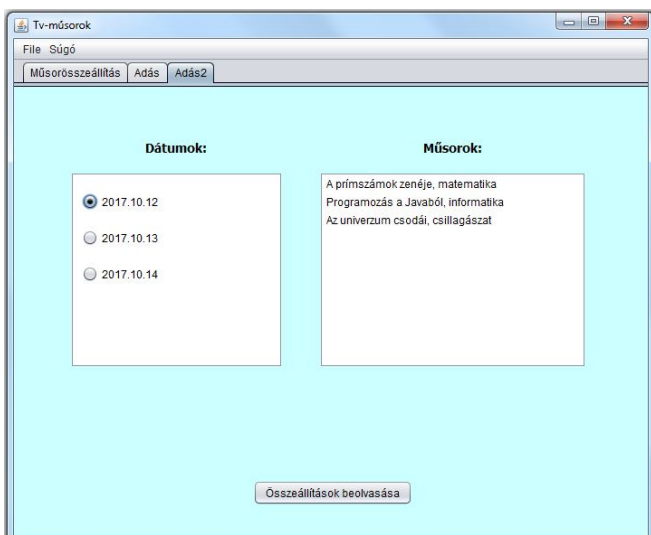 Tv-műsorok
File Súgó
Műsorösszeállítás Adás Adás2
Dátumok:
Műsorok:
2017.10.12
2017.10.13
2017.10.14
A prímszámok zenéje, matematika
Programozás a Javaból, informatika
Az univerzum csodái, csillagászat
Összeállítások beolvasása